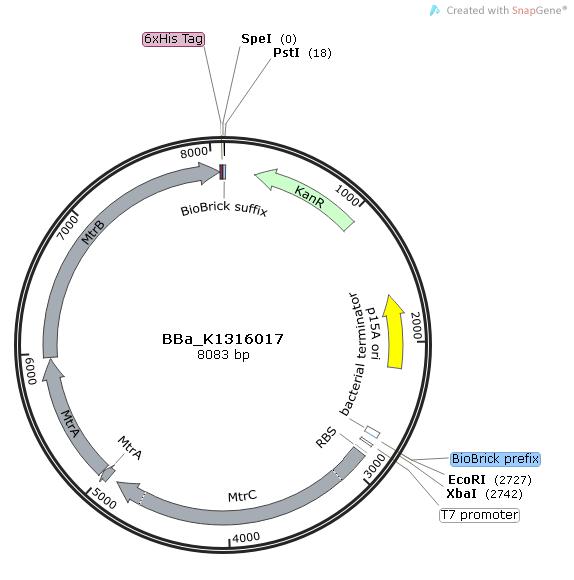 Created with SnapGene®
6xHis Tag
SpeI (0)
PstI (18)
8000
BioBrick suffix
KanR
1000
MtrB
7000
bacterial terminator
p15A ori
2000
BBa_K1316017
8083 bp
6000
MtrA
MtrA
RBS
BioBrick prefix
3000
EcoRI (2727)
XbaI (2742)
5000
MtrC
T7 promoter
4000